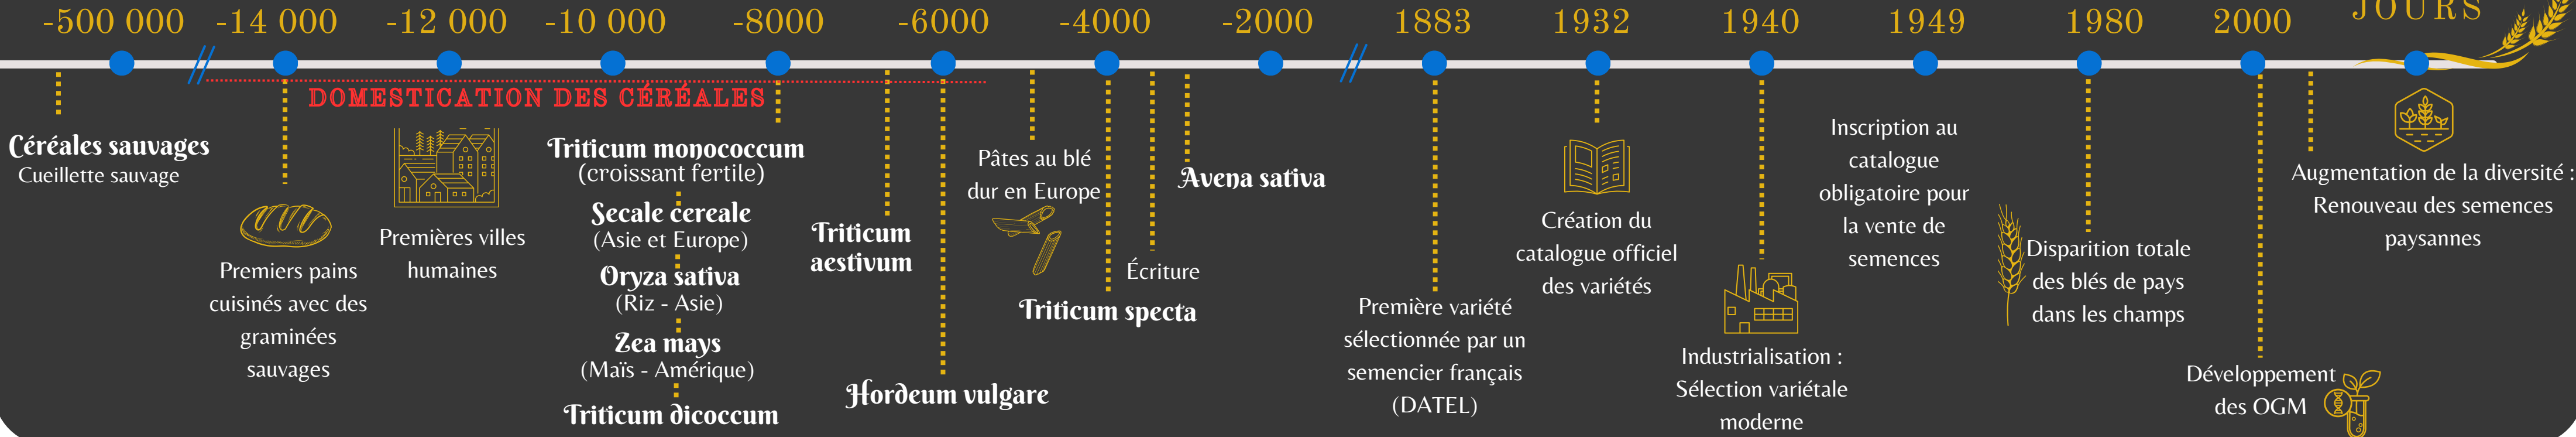 -500 000
-14 000
-12 000
-10 000
-8000
-6000
-4000
-2000
1883
1932
1940
1949
1980
2000
JOURS
DOMESTICATION DES CÉRÉALES
Céréales sauvages
Cueillette sauvage
Premiers pains
cuisinés avec des
graminées
sauvages
Premières villes
humaines
Triticum monococcum
(croissant fertile)
Secale cereale
(Asie et Europe)
Oryza sativa
(Riz - Asie)
Zea mays
(Maïs - Amérique)
Triticum dicoccum
Triticum
aestivum
Hordeum vulgare
Pâtes au blé
dur en Europe
Triticum specta
Écriture
Avena sativa
Première variété
sélectionnée par un
semencier français
(DATEL)
Création du
catalogue officiel
des variétés
Industrialisation :
Sélection variétale
moderne
Inscription au
catalogue
obligatoire pour
la vente de
semences
Disparition totale
des blés de pays
dans les champs
Développement
des OGM
Augmentation de la diversité :
Renouveau des semences
paysannes